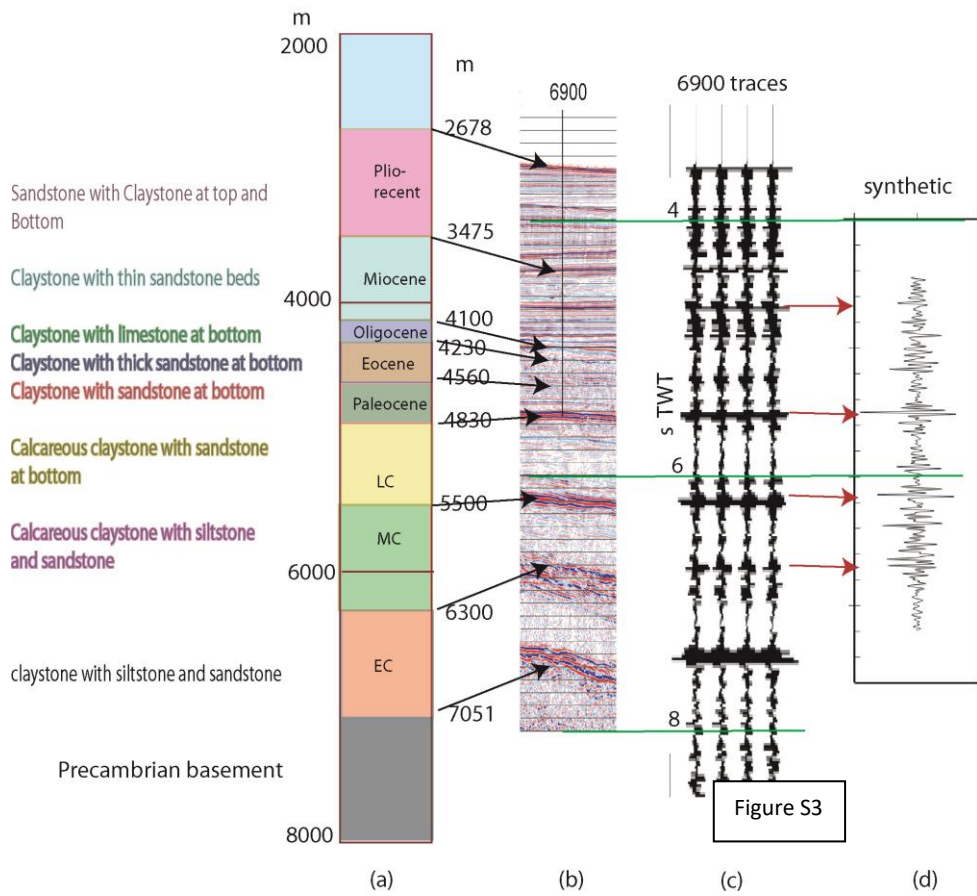 m
2000
m
6900
6900 traces
2678
Plio-
recent
synthetic
Sandstone with Claystone at top and
Bottom
4
3475
Claystone with thin sandstone beds
Miocene
4000
4100
Oligocene
Claystone with limestone at bottom
4230
Claystone with thick sandstone at bottom
Eocene
4560
Claystone with sandstone at bottom
Paleocene
4830
s TWT
Calcareous claystone with sandstone
at bottom
6
LC
5500
Calcareous claystone with siltstone
and sandstone
MC
6000
6300
claystone with siltstone and sandstone
EC
7051
8
Precambrian basement
Figure S3
8000
(a)
(b)
(c)
(d)